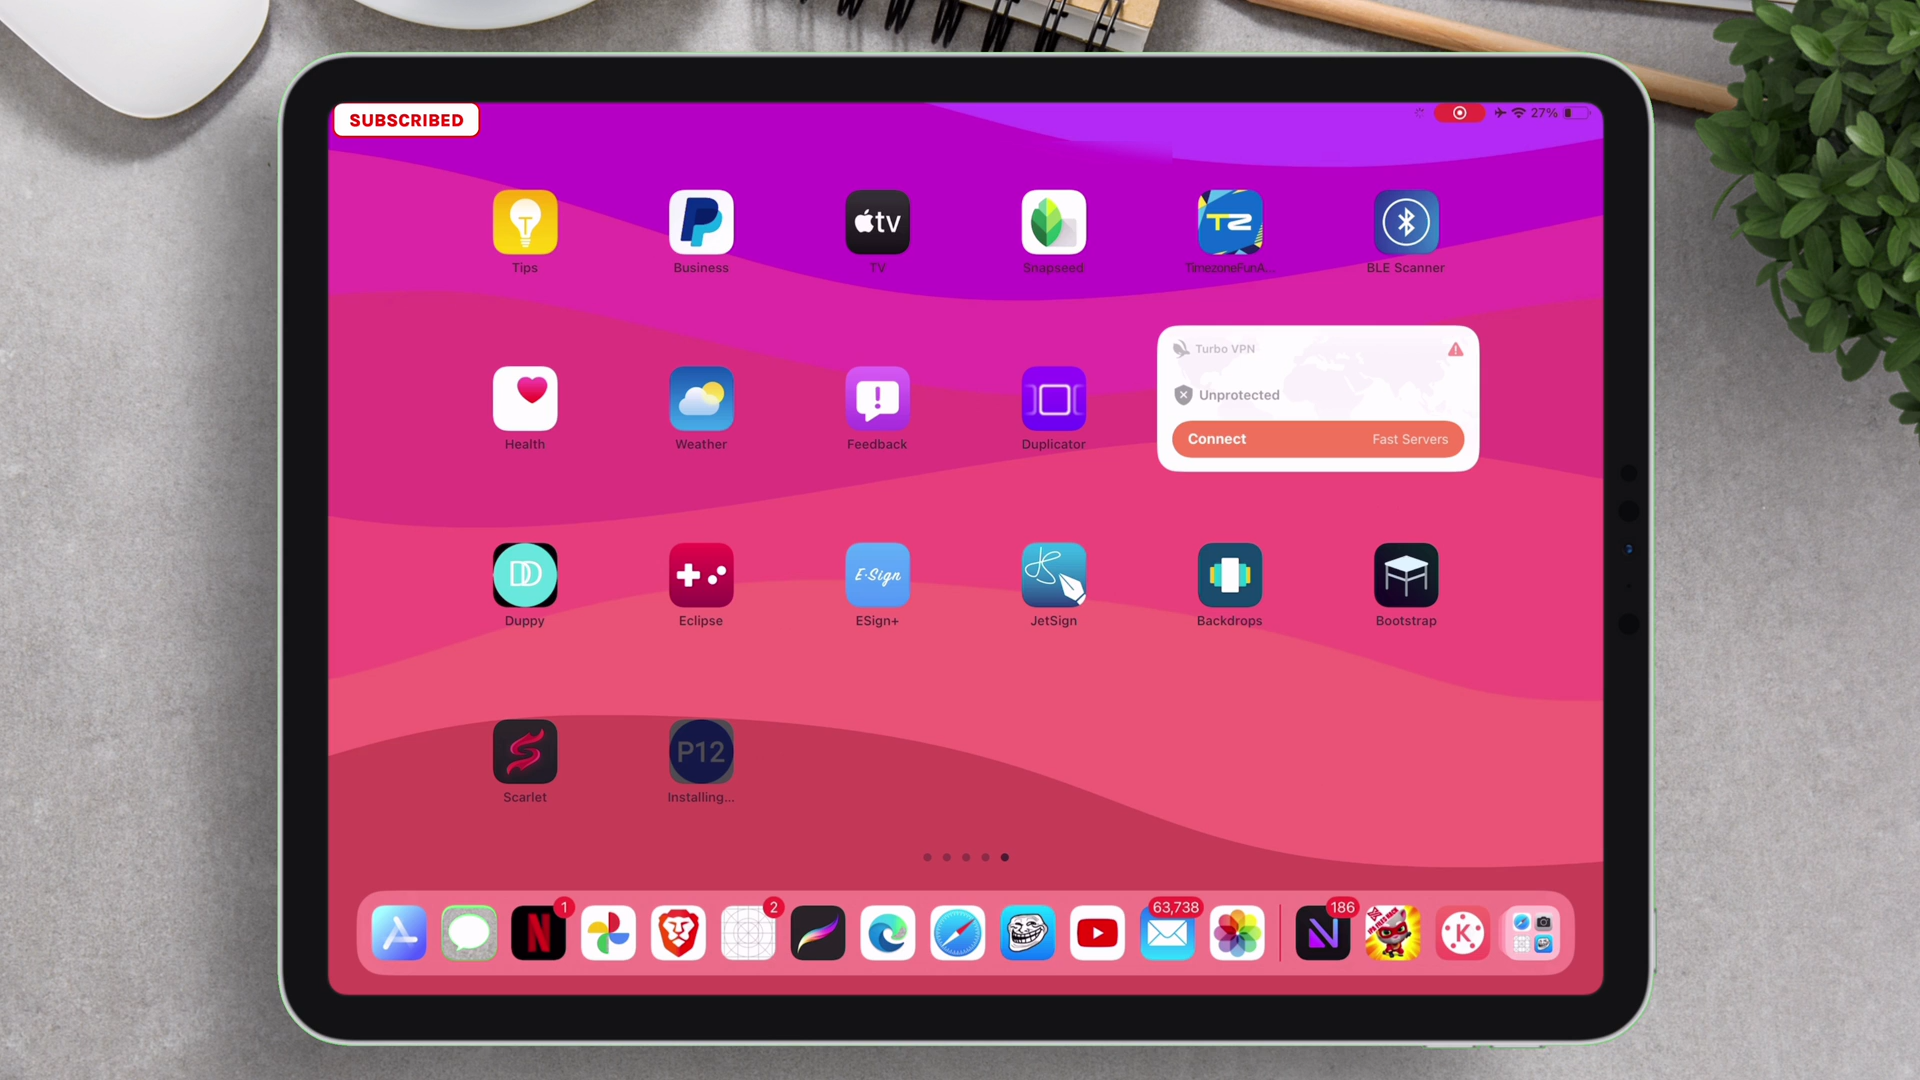 SUBSCRIBED
27%
T
tv
TZ
Tips
Business
TV
Snapseed
TimezoneFunA...
BLE Scanner
Turbo VPN
Unprotected
Connect
Fast Servers
Health
Weather
Feedback
Duplicator
E·Sign
Duppy
Eclipse
ESign+
JetSign
Backdrops
Bootstrap
P12
Scarlet
Installing...
1
2
63,738
186
N
N
K